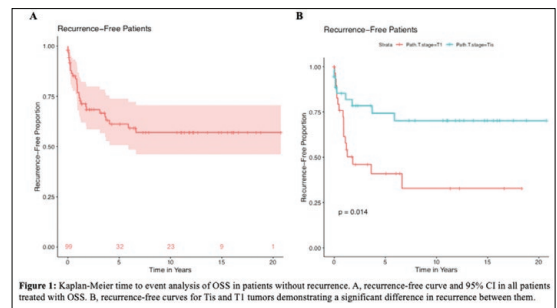 A
B
Recurrence-Free Patients
Recurrence-Free Patients
Strata
Path.Tstage=T1
Path.Tstage=Tis
1.00
0.75
0.50
0.25
0.00
Recurrence-Free Proportion
99 32 23 9 1
0 5 10 15 20
Time in Years
1.00
0.75
0.50
0.25
0.00
Recurrence-Free Proportion
p = 0.014
0 5 10 15 20
Time in Years
Figure 1: Kaplan-Meier time to event analysis of OSS in patients without recurrence. A, recurrence-free curve and 95% CI in all patients
treated with OSS. B, recurrence-free curves for Tis and T1 tumors demonstrating a significant difference in recurrence between them.